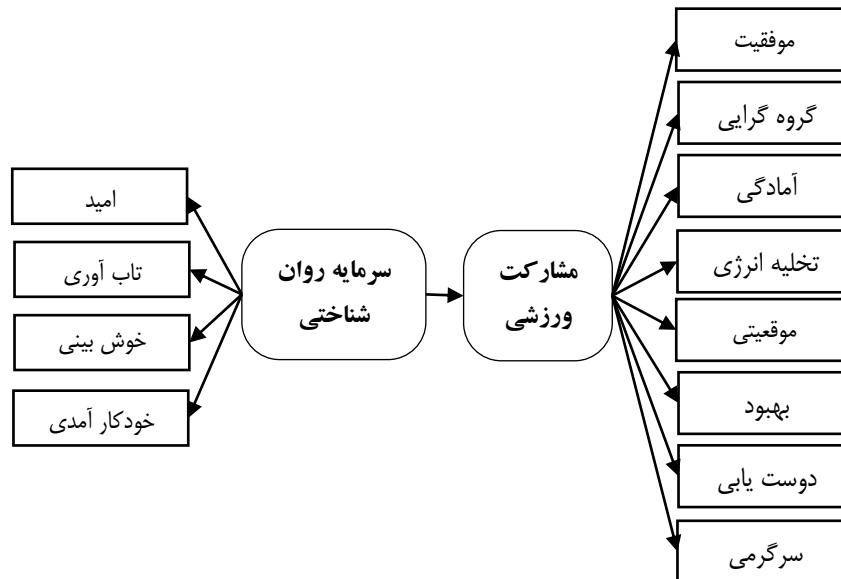 موفقیت
گروه گرایی
آمادگی
تخلیه انرژی
موقعیتی
بهبود
دوست یابی
سرگرمی
مشارکت
ورزشی
سرمایه روان
شناختی
امید
تاب آوری
خوش بینی
خودکار آمدی